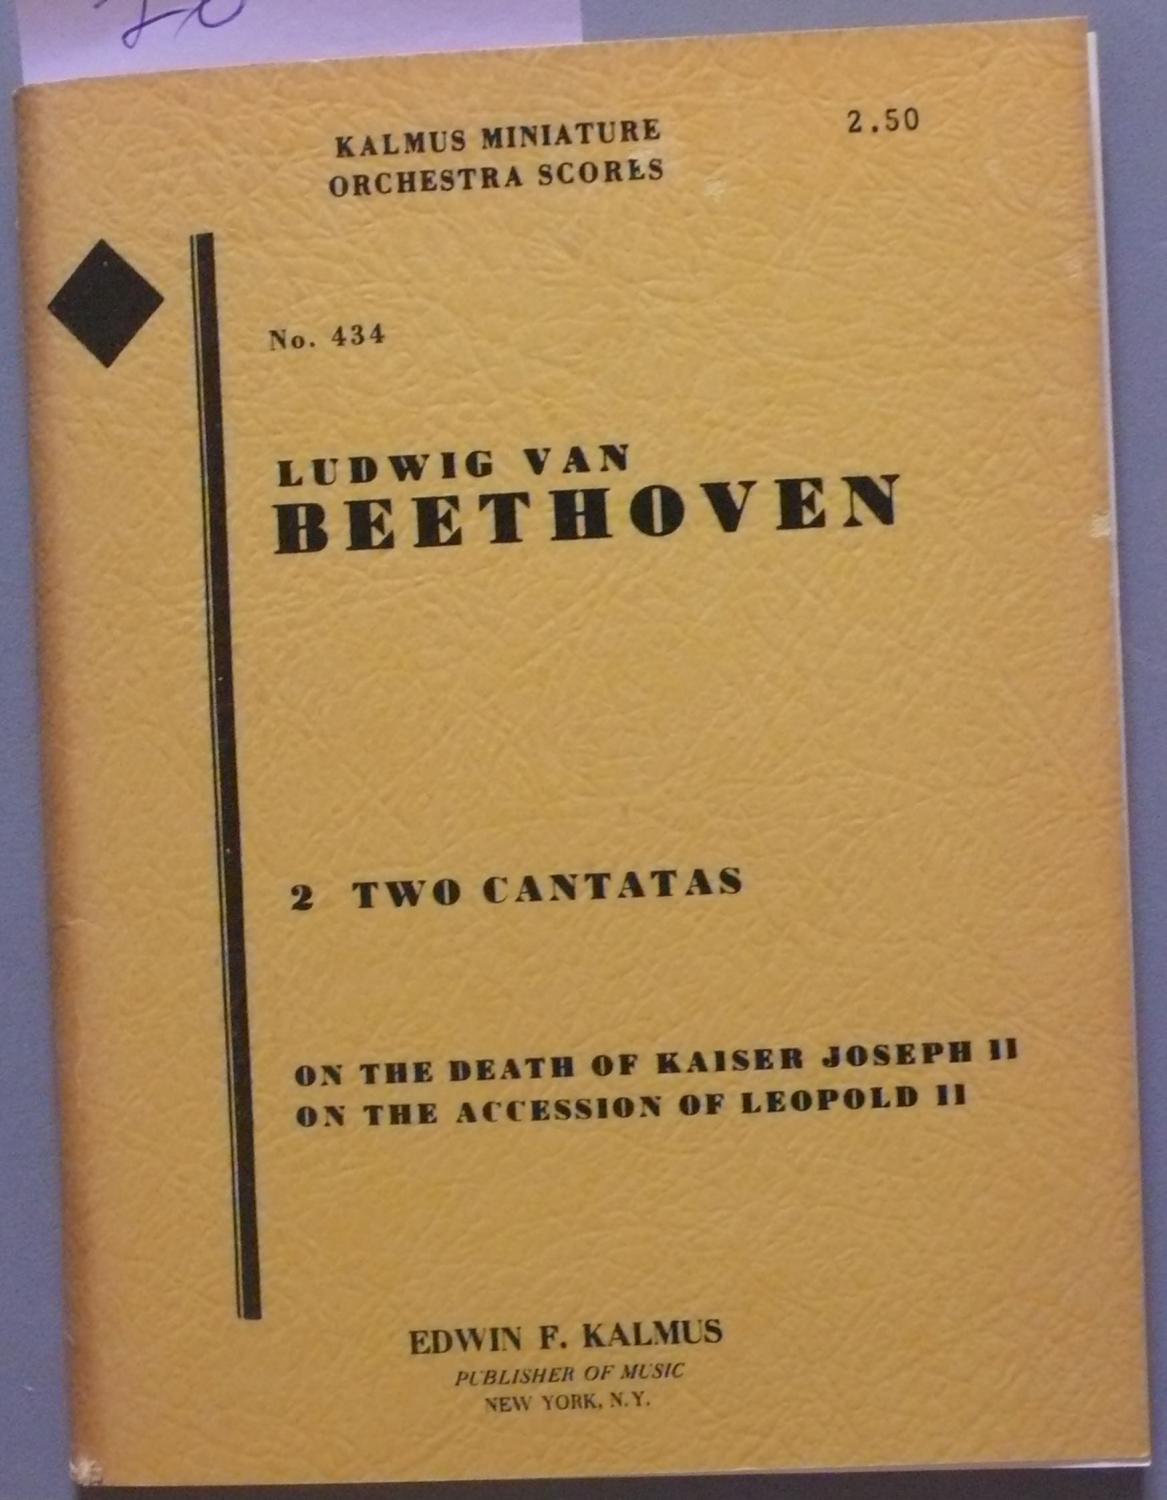 KALMUS MINIATURE
ORCHESTRA SCORES
2.50
No. 434
LUDWIG VAN
BEETHOVEN
2 TWO CANTATAS
ON THE DEATH OF KAISER JOSEPH II
ON THE ACCESSION OF LEOPOLD II
EDWIN F. KALMUS
PUBLISHER OF MUSIC
NEW YORK, N.Y.